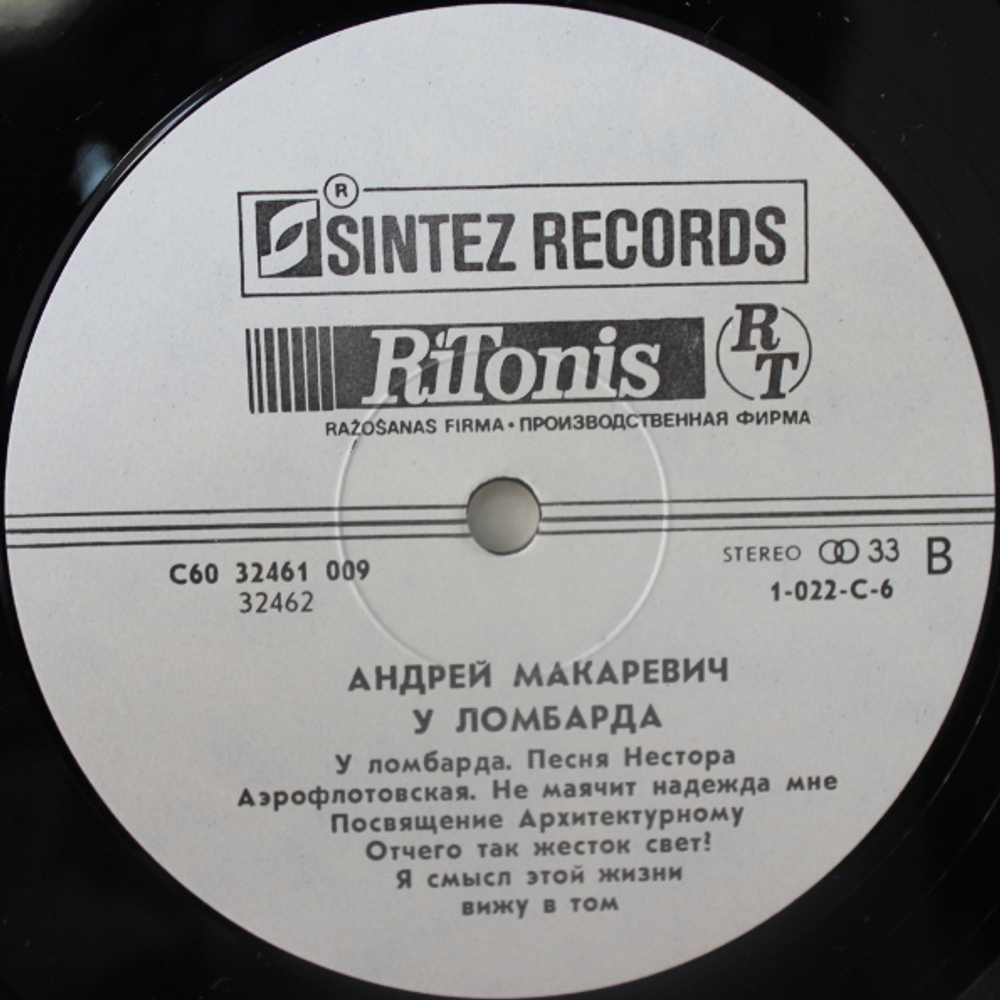 ®
SINTEZ RECORDS
RiTonis RT
RAŽOŠANAS FIRMA • ПРОИЗВОДСТВЕННАЯ ФИРМА
С60 32461 009
32462
STEREO 33 B
1-022-C-6
АНДРЕЙ МАКАРЕВИЧ
У ЛОМБАРДА
У ломбарда. Песня Нестора
Аэрофлотовская. Не маячит надежда мне
Посвящение Архитектурному
Отчего так жесток свет?
Я смысл этой жизни
вижу в том